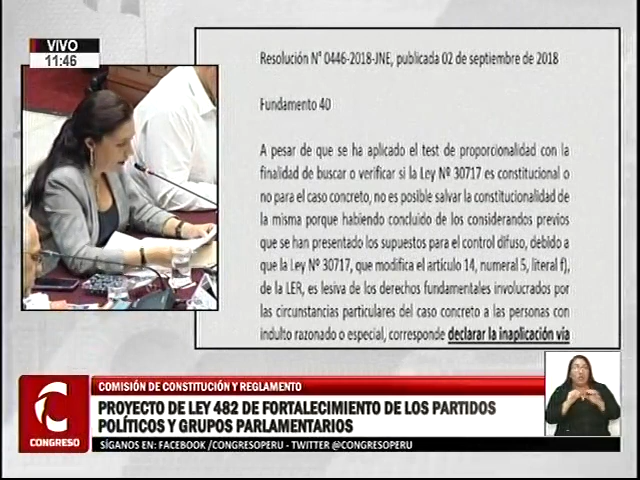 VIVO
11:46
Resolución N° 0446-2018-JNE, publicada 02 de septiembre de 2018
Fundamento 40
A pesar de que se ha aplicado el test de proporcionalidad con la
finalidad de buscar o verificar si la Ley N° 30717 es constitucional o
no para el caso concreto, no es posible salvar la constitucionalidad de
la misma porque habiendo concluido de los considerandos previos
que se han presentado los supuestos para el control difuso, debido a
que la Ley N° 30717, que modifica el articulo 14, numeral 5, literal f),
de la LER, es lesiva de los derechos fundamentales involucrados por
las circunstancias particulares del caso concreto a las personas con
indulto razonado o especial, corresponde declarar la inaplicación vía
COMISIÓN DE CONSTITUCIÓN Y REGLAMENTO
PROYECTO DE LEY 482 DE FORTALECIMIENTO DE LOS PARTIDOS
POLÍTICOS Y GRUPOS PARLAMENTARIOS
CONGRESO
SÍGANOS EN: FACEBOOK /CONGRESOPERU - TWITTER @CONGRESOPERU